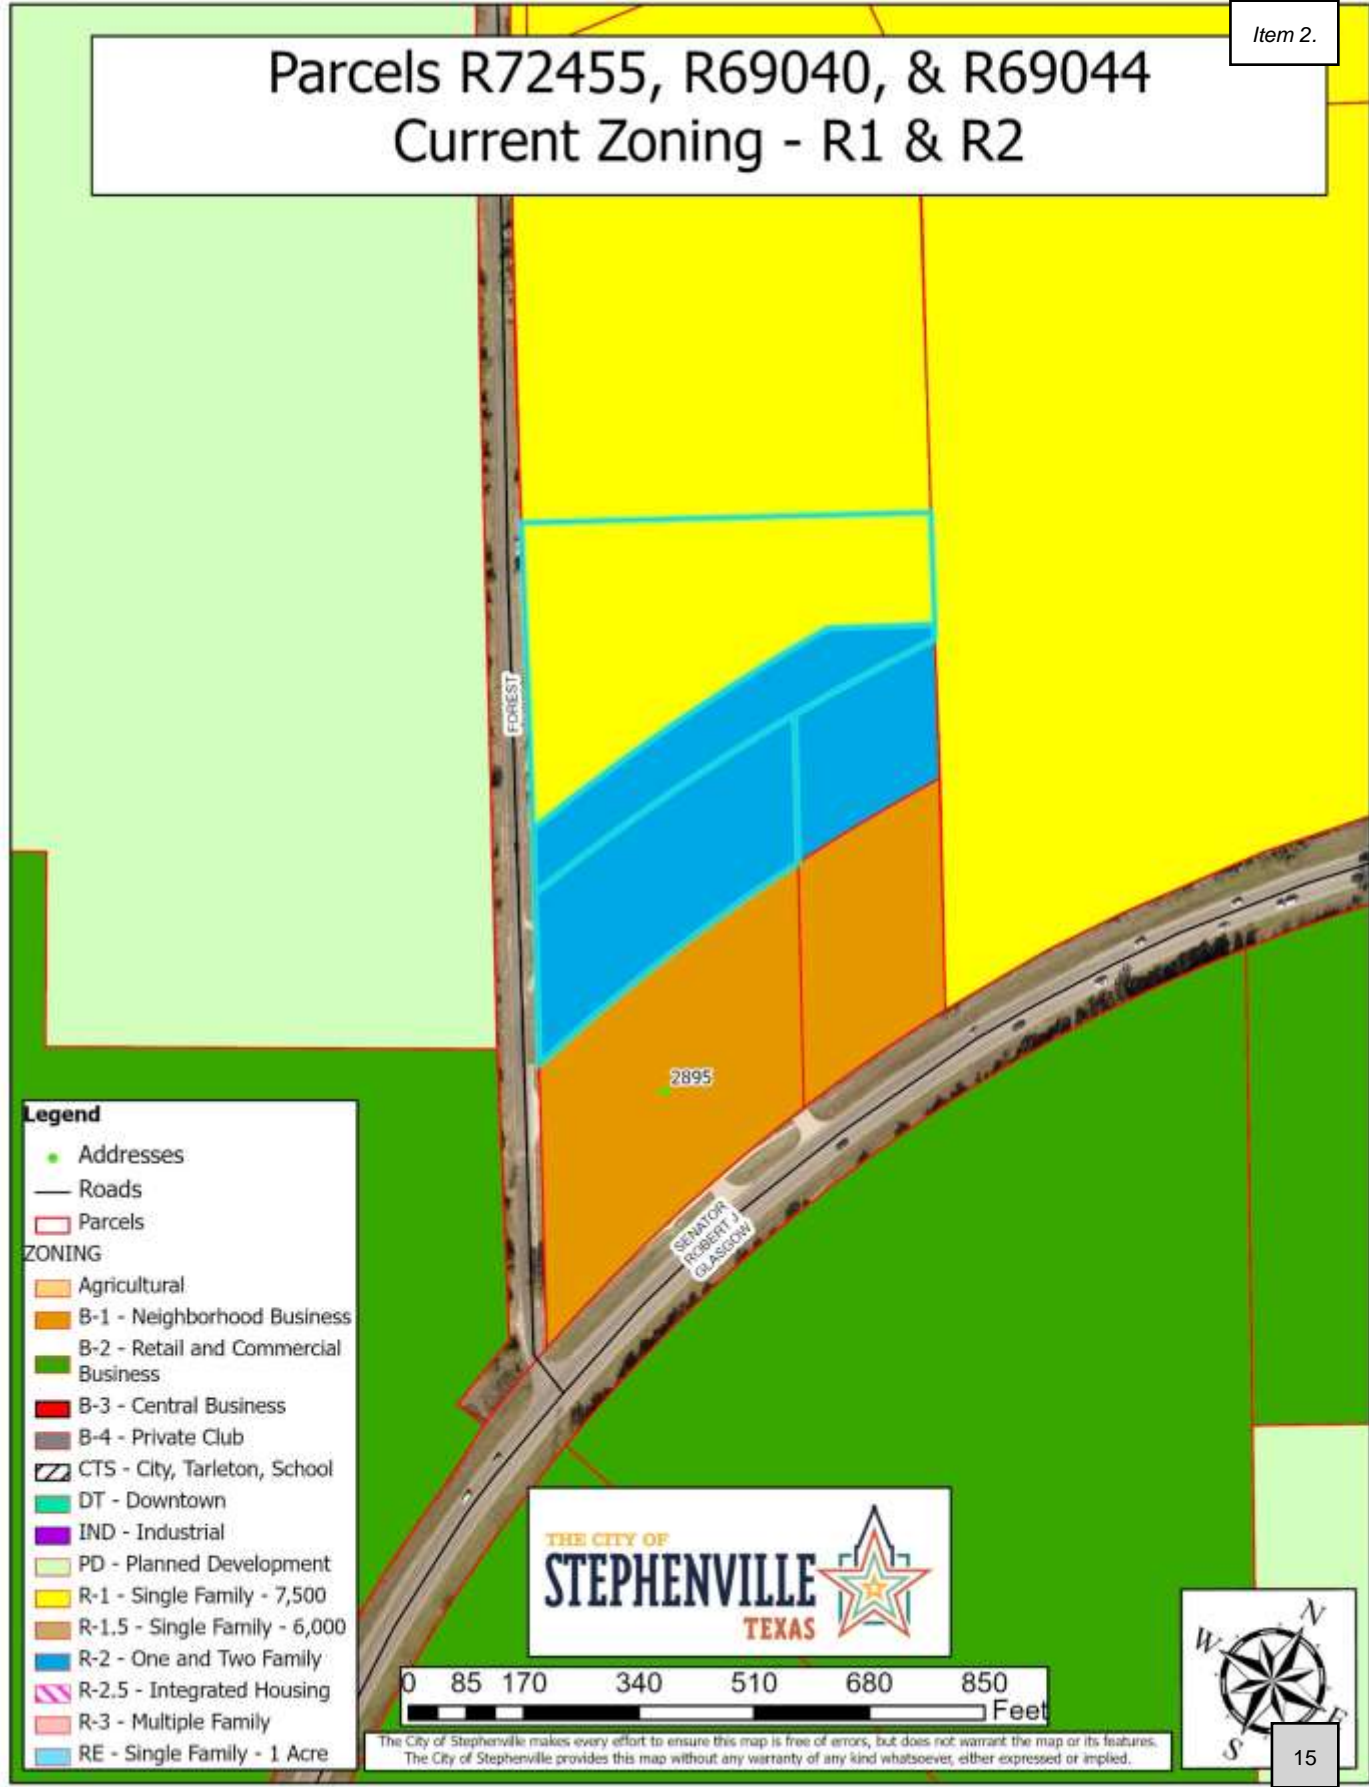 Item 2.
Parcels R72455, R69040, & R69044
Current Zoning - R1 & R2
FOREST
2895
SENATOR
ROBERT J
GLASGOW
Legend
Addresses
Roads
Parcels
ZONING
Agricultural
B-1 - Neighborhood Business
B-2 - Retail and Commercial
Business
B-3 - Central Business
B-4 - Private Club
CTS - City, Tarleton, School
DT - Downtown
IND - Industrial
PD - Planned Development
R-1 - Single Family - 7,500
R-1.5 - Single Family - 6,000
R-2 - One and Two Family
R-2.5 - Integrated Housing
R-3 - Multiple Family
RE - Single Family - 1 Acre
THE CITY OF
STEPHENVILLE
TEXAS
0 85 170 340 510 680 850
Feet
The City of Stephenville makes every effort to ensure this map is free of errors, but does not warrant the map or its features.
The City of Stephenville provides this map without any warranty of any kind whatsoever, either expressed or implied.
N
W
E
S
15